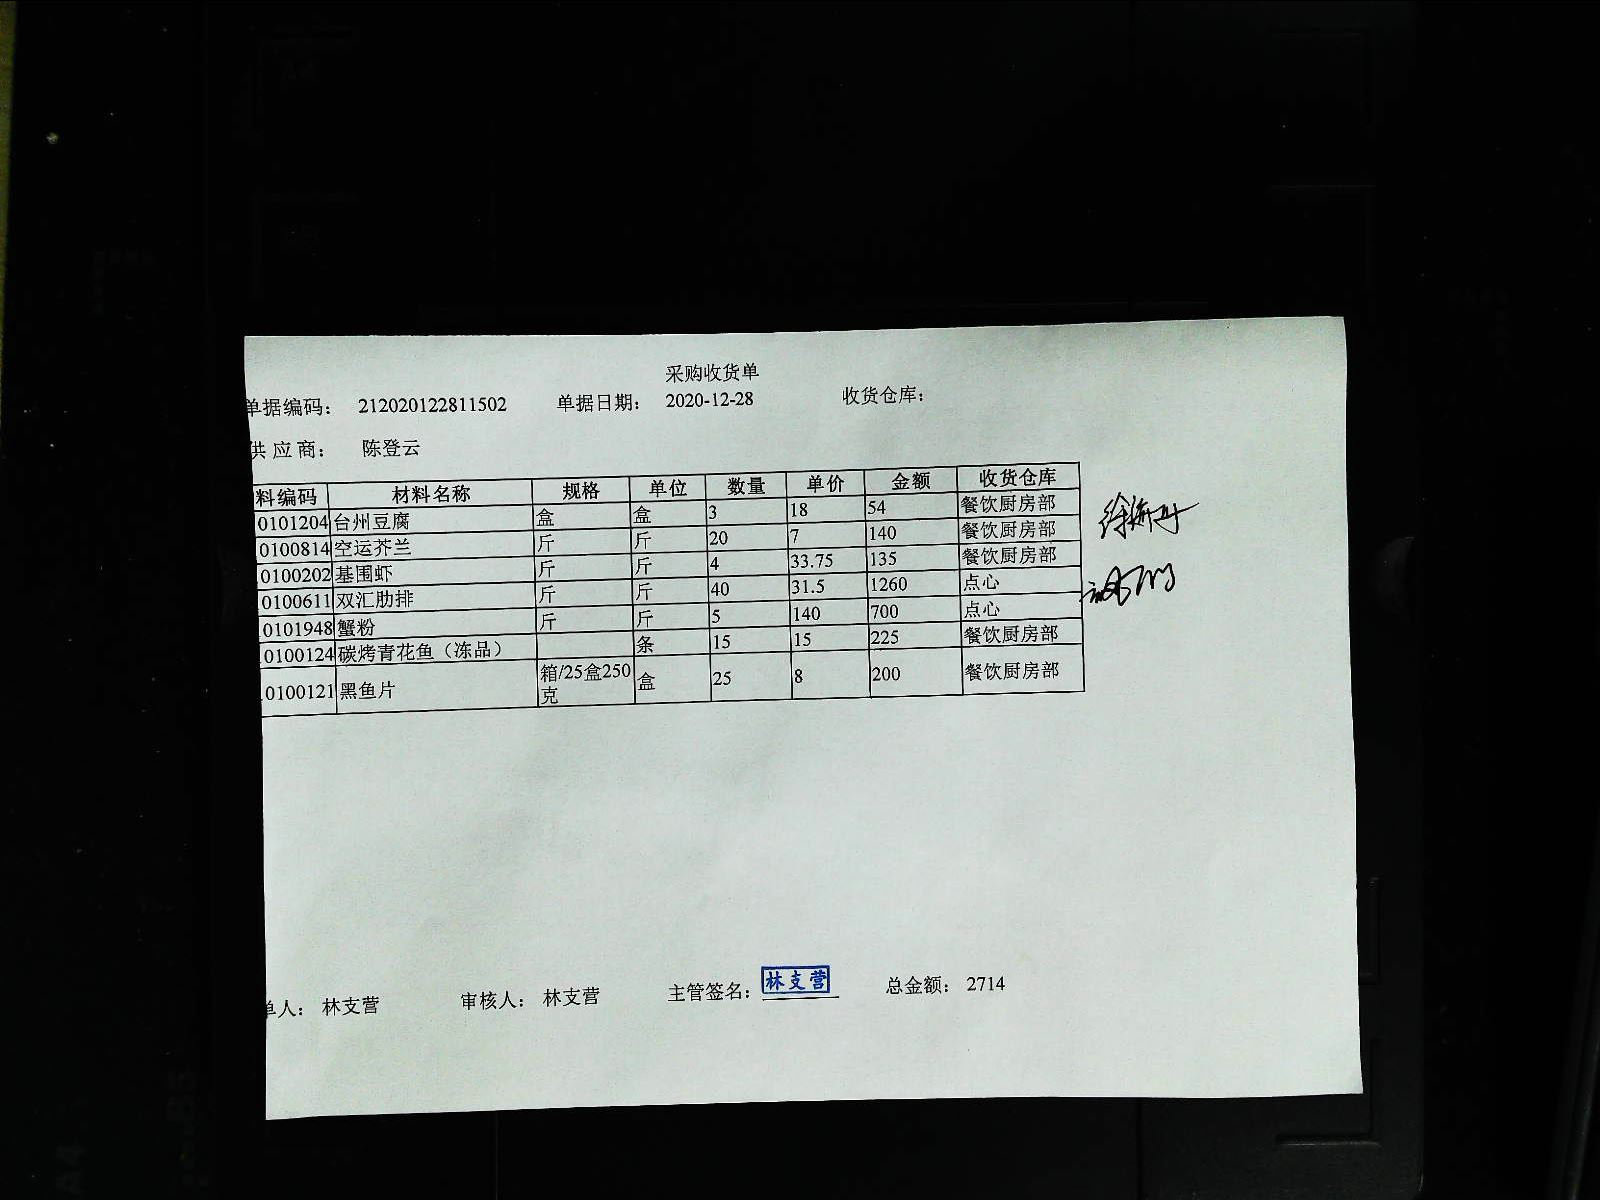 采购收货单
单据编码： 212020122811502 单据日期： 2020-12-28 收货仓库：
供应商： 陈登云
料编码 材料名称 规格 单位 数量 单价 金额 收货仓库
0101204 台州豆腐 盒 盒 3 18 54 餐饮厨房部
0100814 空运芥兰 斤 斤 20 7 140 餐饮厨房部
0100202 基围虾 斤 斤 4 33.75 135 餐饮厨房部
0100611 双汇肋排 斤 斤 40 31.5 1260 点心
0101948 蟹粉 斤 斤 5 140 700 点心
0100124 碳烤青花鱼（冻品） 条 15 15 225 餐饮厨房部
0100121 黑鱼片 箱/25盒250克 盒 25 8 200 餐饮厨房部
单人： 林支营 审核人： 林支营 主管签名： 林支营 总金额： 2714